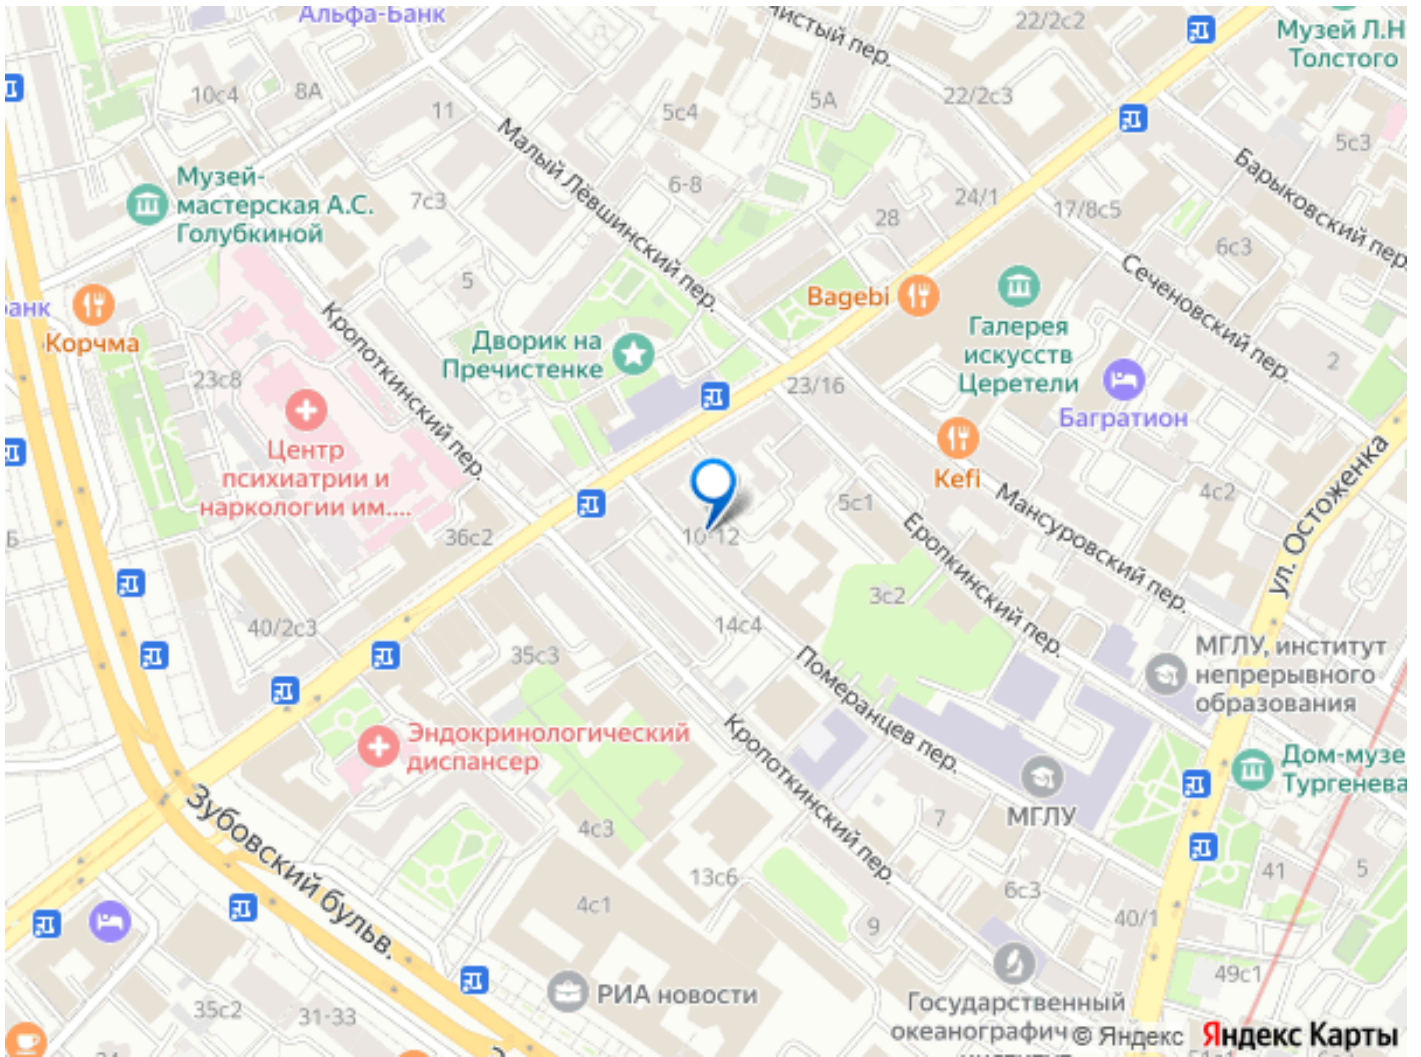 Альфа-Банк
чистый пер.
22/2с2
Музей Л.Н
Толстого
10с4
8А
11
5с4
5А
22/2с3
5с3
Малый Лёвшинский пер.
Барыковский пер.
Музей-
мастерская А.С.
Голубкиной
7с3
6-8
28
24/1
17/8с5
6с3
Сеченовский пер.
5
Bagebi
анк
Корчма
Кропоткинский пер.
Дворик на
Пречистенке
Галерея
искусств
Церетели
2
23с8
23/16
Багратион
Центр
психиатрии и
наркологии им....
Kefi
ул. Остоженка
4с2
Мансуровский пер.
5с1
Еропкинский пер.
Б
36с2
10-12
3с2
40/2с3
14с4
35с3
МГЛУ, институт
непрерывного
образования
Померанцев пер.
Эндокринологический
диспансер
Кропоткинский пер.
Дом-музе
Тургенева
МГЛУ
7
Зубовский бульв.
4с3
13с6
41
5
6с3
4с1
9
40/1
49с1
РИА новости
35с2
31-33
Государственный
океанографич
© Яндекс
Яндекс Карты